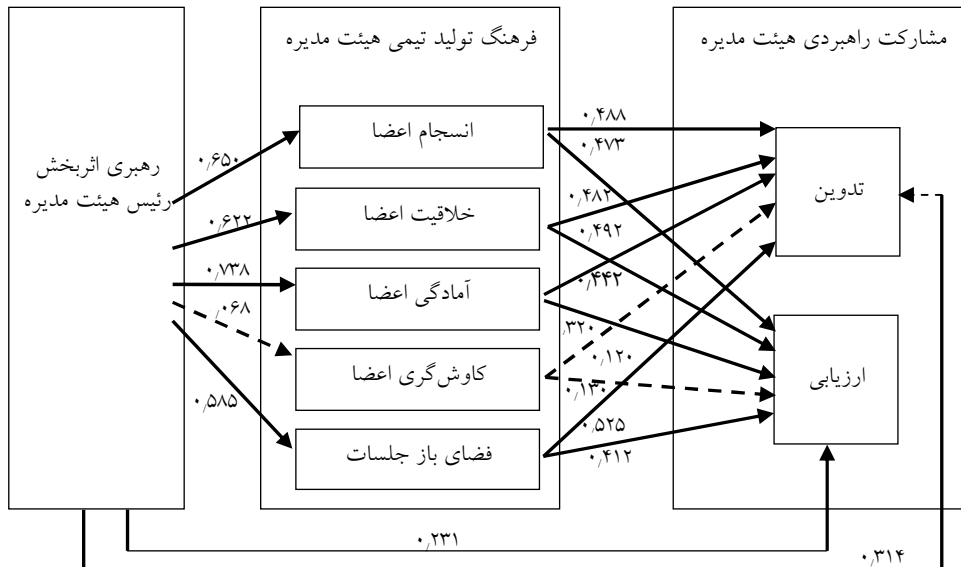 مشارکت راهبردی هیئت مدیره
فرهنگ تولید تیمی هیئت مدیره
رهبری اثربخش
رئیس هیئت مدیره
انسجام اعضا
خلاقیت اعضا
آمادگی اعضا
کاوش‌گری اعضا
فضای باز جلسات
تدوین
ارزیابی
۰٫۶۵۰
۰٫۶۲۲
۰٫۷۳۸
۰٫۰۶۸
۰٫۵۸۵
۰٫۴۸۸
۰٫۴۷۳
۰٫۴۸۲
۰٫۴۹۲
۰٫۴۴۲
۳۲۰
۰٫۱۲۰
۰٫۱۳۰
۰٫۵۲۵
۰٫۴۱۲
۰٫۲۳۱
۰٫۳۱۴